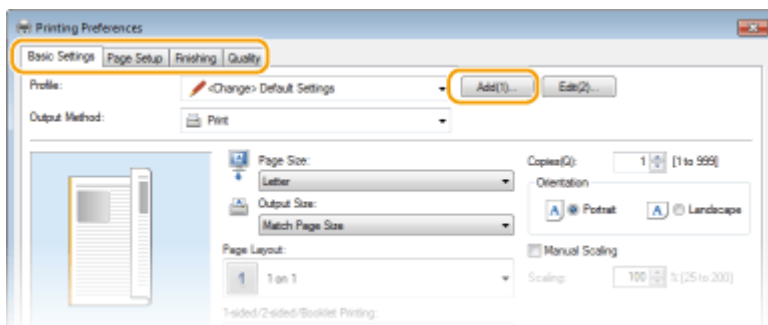 Printing Preferences
Basic Settings Page Setup Finishing Quality
Profile: <Change> Default Settings Add(1)... Edit(2)...
Output Method: Print
Page Size: Copies(Q): 1 [1 to 999]
Letter Orientation
Output Size: A Portrait A Landscape
Match Page Size
Page Layout: Manual Scaling
1 1 on 1 Scaling: 100 % [25 to 200]
1-sided/2-sided/Booklet Printing: